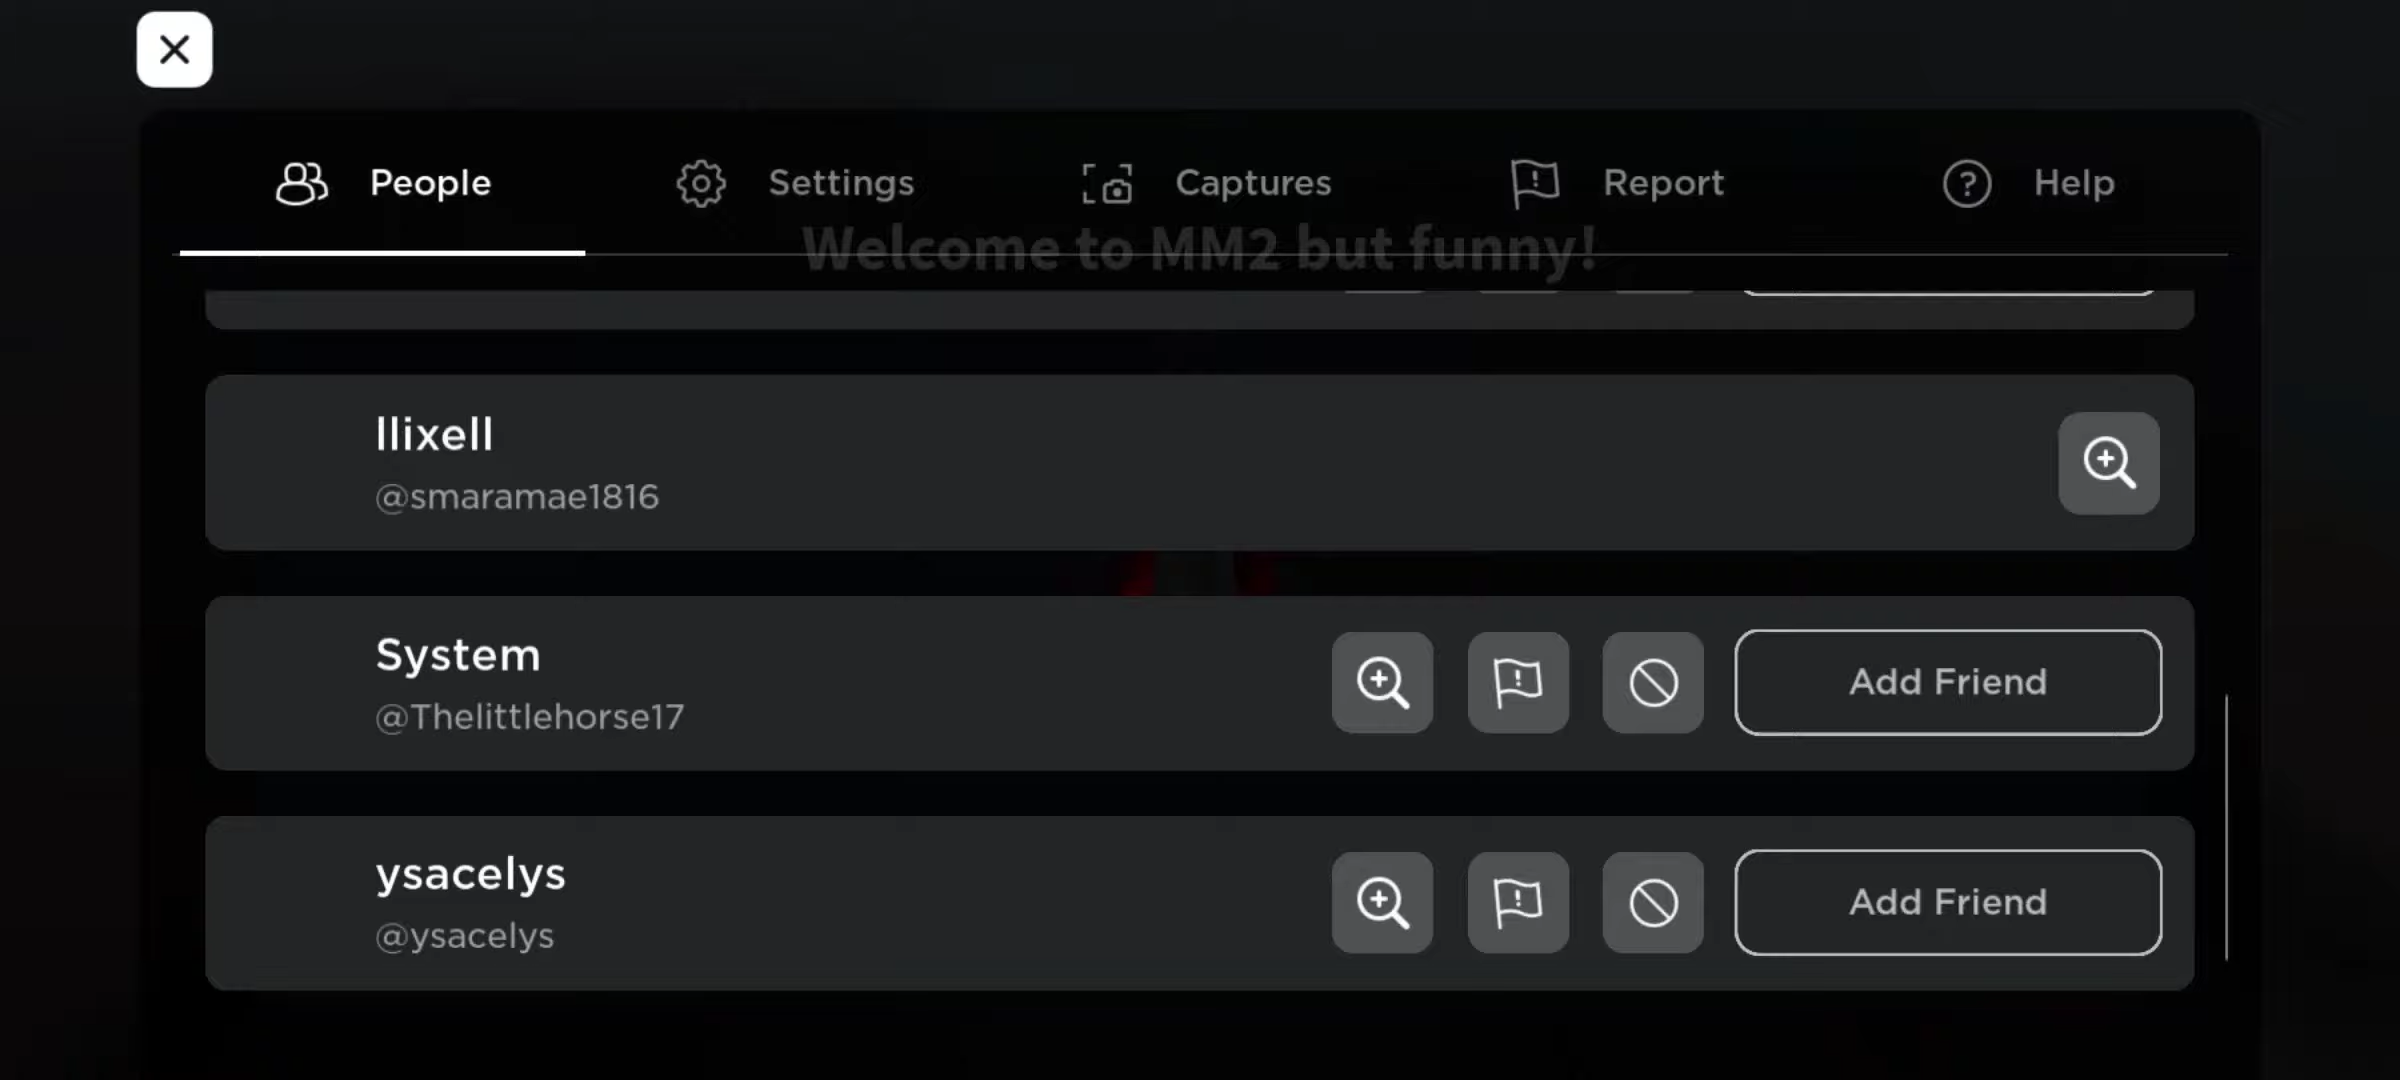 People
Settings
Captures
Report
Help
Welcome to MM2 but funny!
llixell
@smaramae1816
System
@Thelittlehorse17
Add Friend
ysacelys
@ysacelys
Add Friend